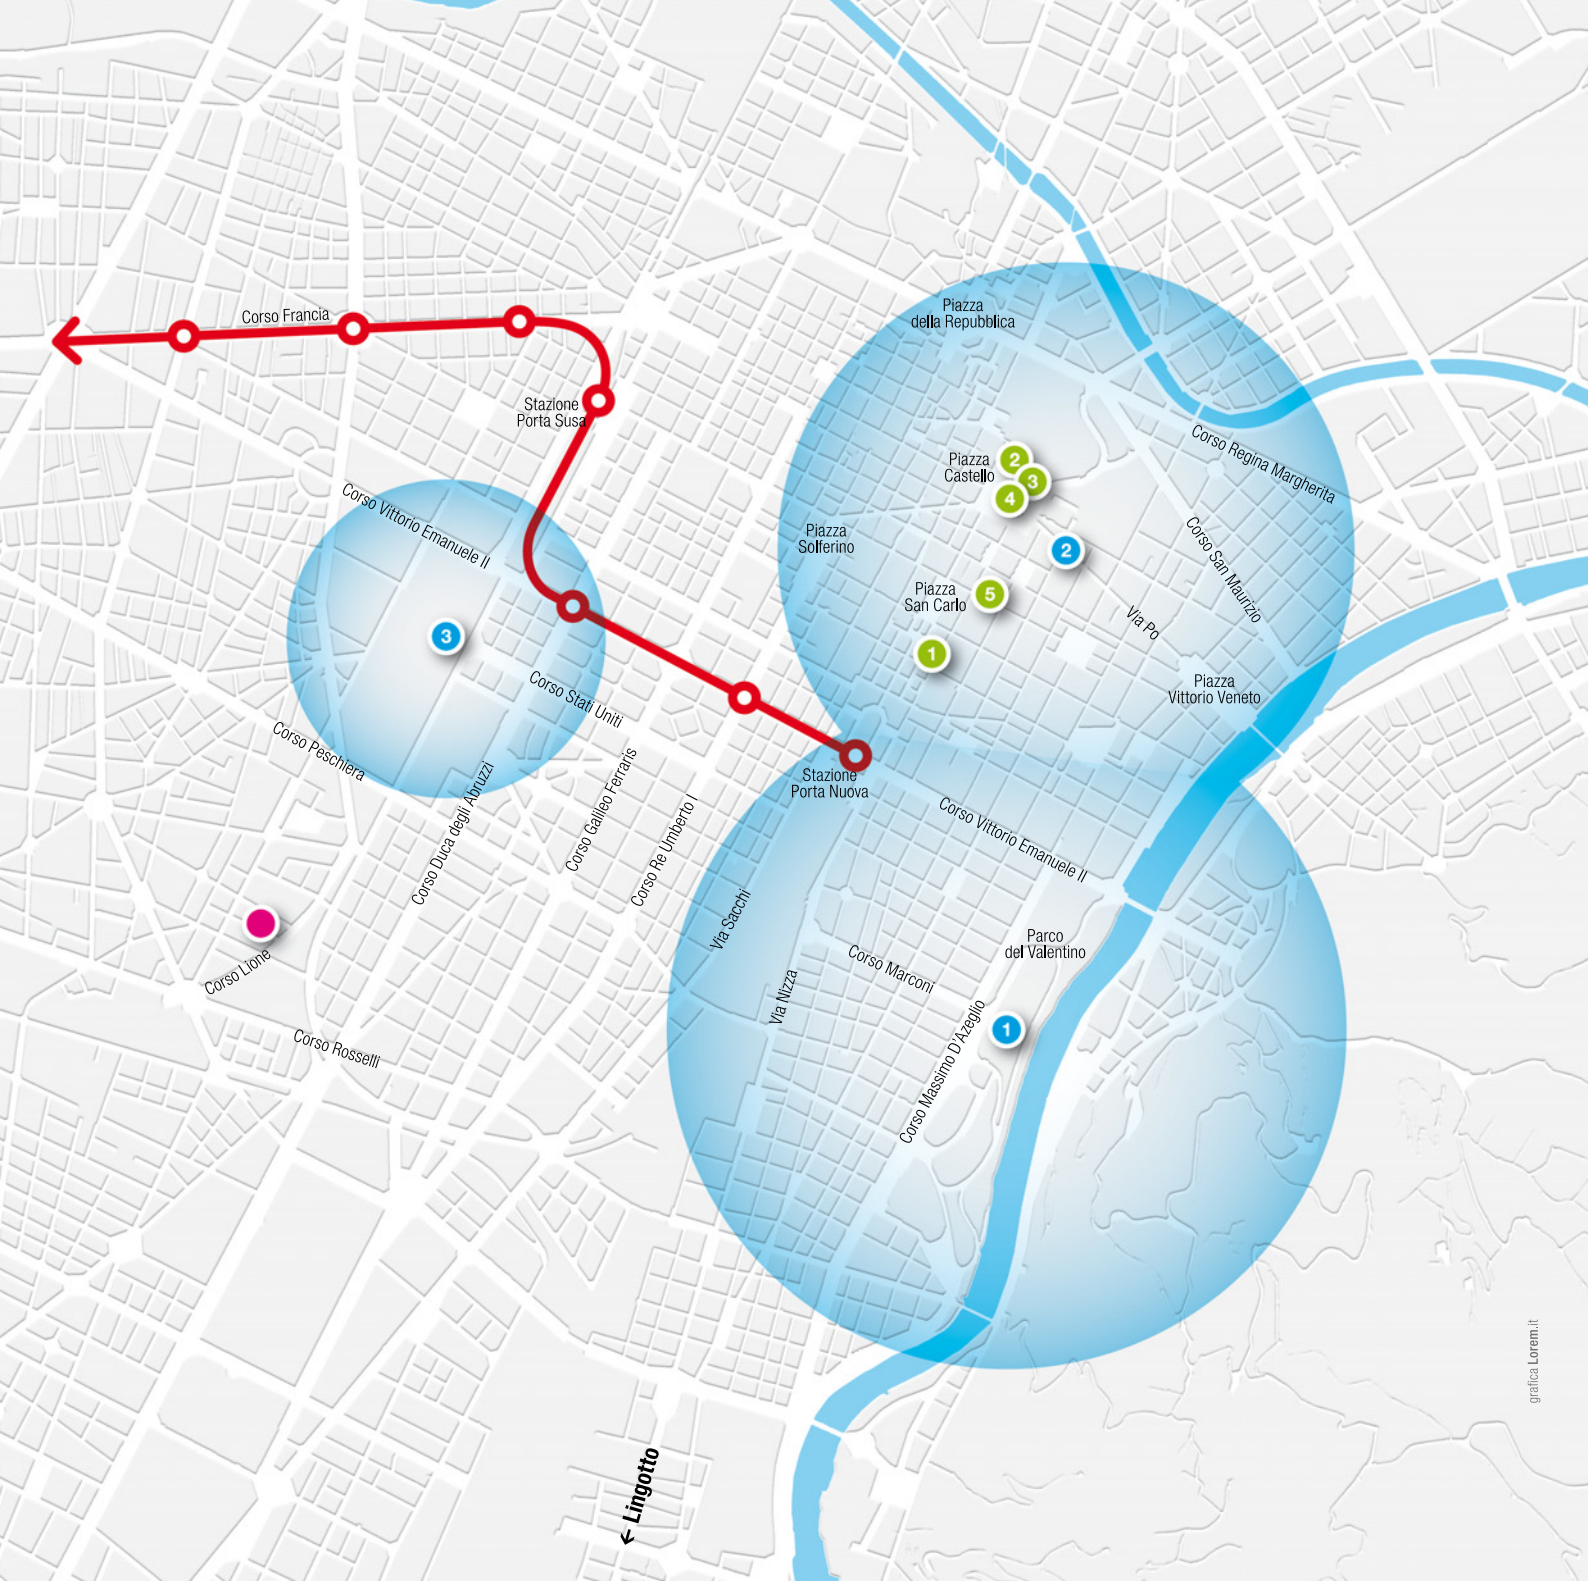 Piazza
della Repubblica
Corso Francia
Stazione
Porta Susa
Corso Regina Margherita
Piazza
Castello
2
3
4
Corso Vittorio Emanuele II
Piazza
Solferino
2
Corso San Maurizio
Piazza
San Carlo
5
Via Po
3
1
Corso Stati Uniti
Piazza
Vittorio Veneto
Corso Peschiera
Stazione
Porta Nuova
Corso Duca degli Abruzzi
Corso Galileo Ferraris
Corso Re Umberto I
Corso Vittorio Emanuele II
Via Sacchi
Parco
del Valentino
Corso Marconi
Corso Lione
Via Nizza
Corso Rosselli
1
Corso Massimo D'Azeglio
grafica Lorem.it
← Lingotto